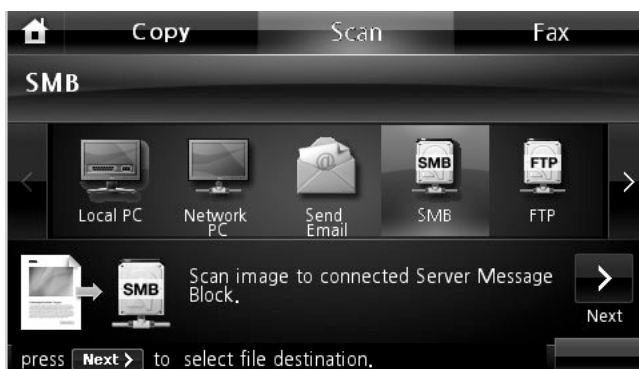 Copy Scan Fax
SMB
SMB FTP
Local PC Network PC Send Email SMB FTP
SMB
Scan image to connected Server Message
Block.
Next
press Next > to select file destination.